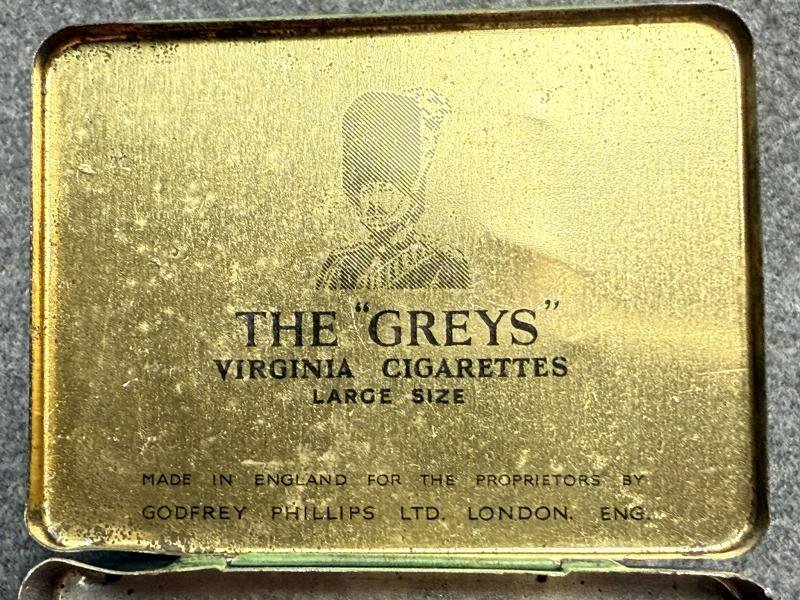 THE "GREYS"
VIRGINIA CIGARETTES
LARGE SIZE
MADE IN ENGLAND FOR THE PROPRIETORS BY
GODFREY PHILLIPS LTD. LONDON. ENG.